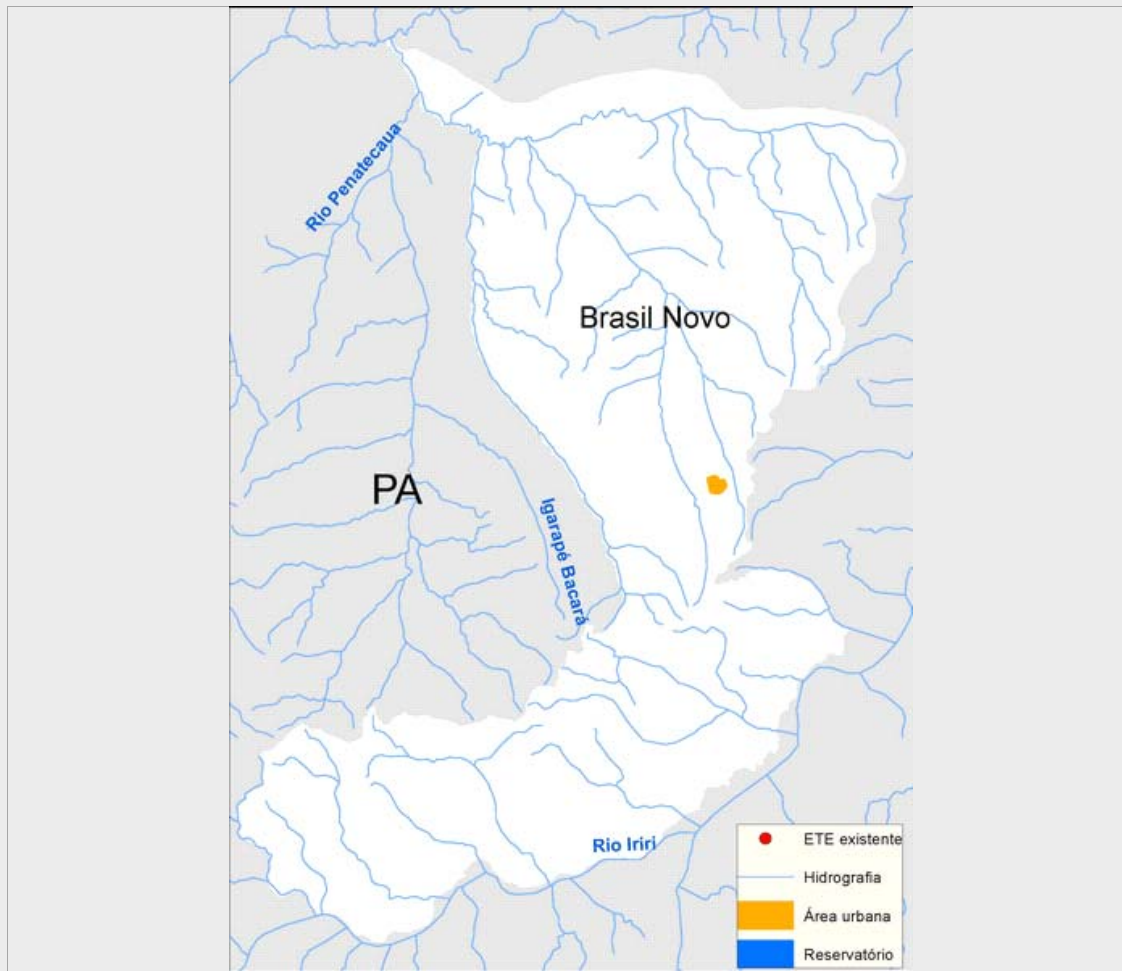 Rio Penatecaua
Brasil Novo
PA
Igarapé Bacará
Rio Iriri
ETE existente
Hidrografia
Área urbana
Reservatório